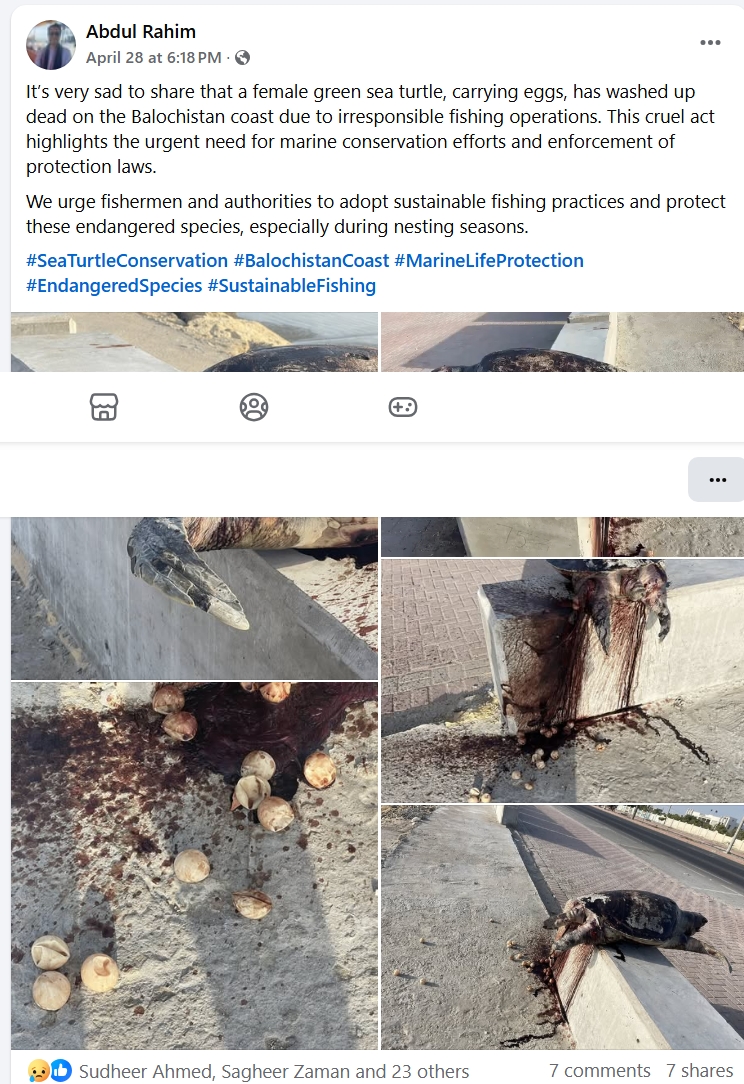 Abdul Rahim
April 28 at 6:18 PM ·
It's very sad to share that a female green sea turtle, carrying eggs, has washed up
dead on the Balochistan coast due to irresponsible fishing operations. This cruel act
highlights the urgent need for marine conservation efforts and enforcement of
protection laws.
We urge fishermen and authorities to adopt sustainable fishing practices and protect
these endangered species, especially during nesting seasons.
#SeaTurtleConservation #BalochistanCoast #MarineLifeProtection
#EndangeredSpecies #SustainableFishing
Sudheer Ahmed, Sagheer Zaman and 23 others
7 comments 7 shares